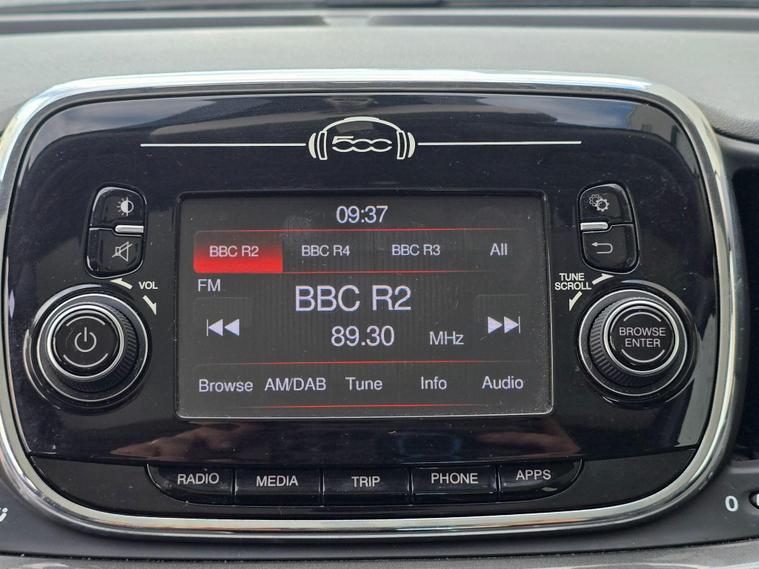 500
09:37
BBC R2 BBC R4 BBC R3 All
FM
BBC R2
89.30 MHz
Browse AM/DAB Tune Info Audio
VOL
TUNE
SCROLL
BROWSE
ENTER
RADIO MEDIA TRIP PHONE APPS
0